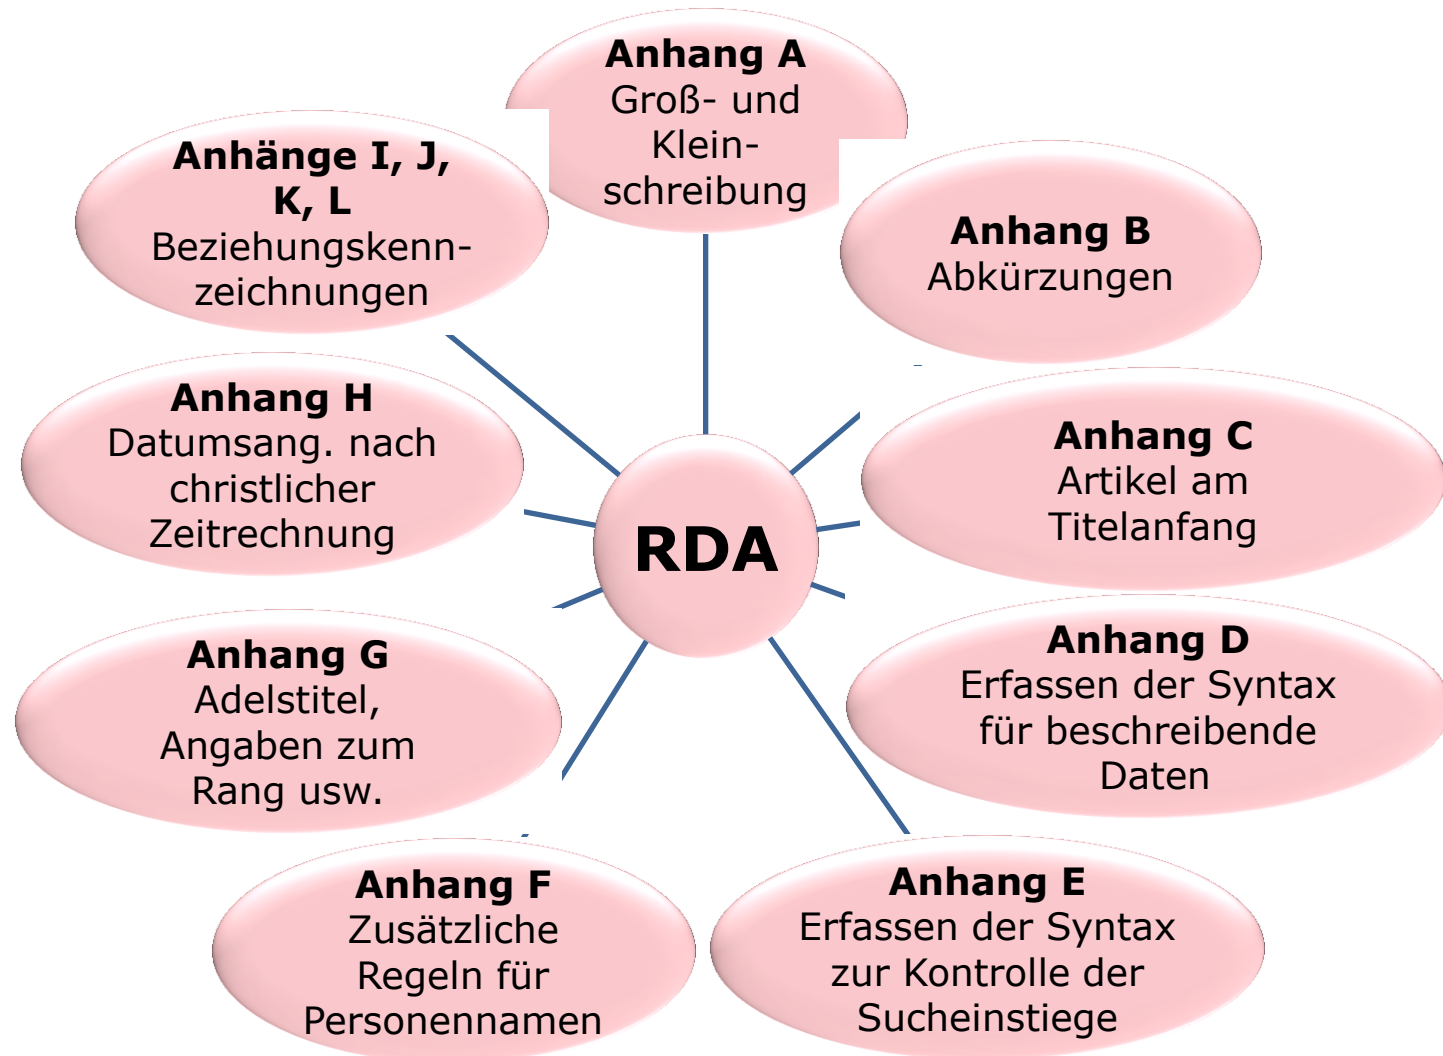 Anhang A
Groß- und
Klein-
schreibung
Anhang B
Abkürzungen
Anhang C
Artikel am
Titelanfang
Anhang D
Erfassen der Syntax
für beschreibende
Daten
Anhang E
Erfassen der Syntax
zur Kontrolle der
Sucheinstiege
Anhang F
Zusätzliche
Regeln für
Personennamen
Anhang G
Adelstitel,
Angaben zum
Rang usw.
Anhang H
Datumsang. nach
christlicher
Zeitrechnung
Anhänge I, J,
K, L
Beziehungskenn-
zeichnungen
RDA